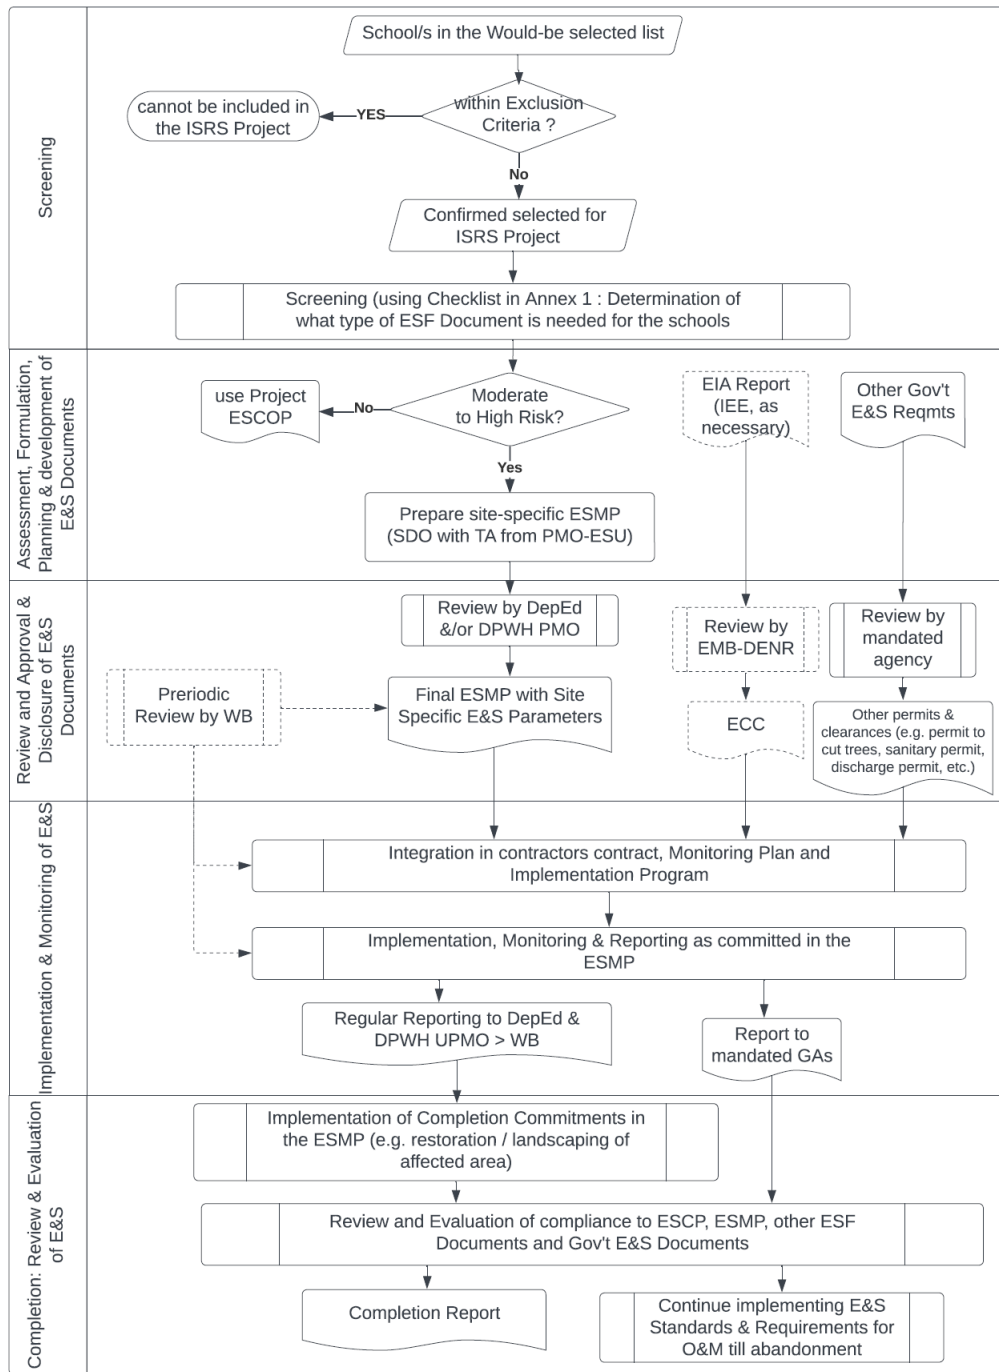 Screening
School/s in the Would-be selected list
within Exclusion
Criteria ?
YES
cannot be included in
the ISRS Project
No
Confirmed selected for
ISRS Project
Screening (using Checklist in Annex 1 : Determination of
what type of ESF Document is needed for the schools
Assessment, Formulation,
Planning & development of
E&S Documents
Moderate
to High Risk?
No
use Project
ESCOP
EIA Report
(IEE, as
necessary)
Other Gov't
E&S Reqmts
Yes
Prepare site-specific ESMP
(SDO with TA from PMO-ESU)
Review and Approval &
Disclosure of E&S
Documents
Review by DepEd
&/or DPWH PMO
Review by
EMB-DENR
Review by
mandated
agency
Preriodic
Review by WB
Final ESMP with Site
Specific E&S Parameters
ECC
Other permits &
clearances (e.g. permit to
cut trees, sanitary permit,
discharge permit, etc.)
Implementation & Monitoring of E&S
Integration in contractors contract, Monitoring Plan and
Implementation Program
Implementation, Monitoring & Reporting as committed in the
ESMP
Regular Reporting to DepEd &
DPWH UPMO > WB
Report to
mandated GAs
Completion: Review & Evaluation
of E&S
Implementation of Completion Commitments in
the ESMP (e.g. restoration / landscaping of
affected area)
Review and Evaluation of compliance to ESCP, ESMP, other ESF
Documents and Gov't E&S Documents
Completion Report
Continue implementing E&S
Standards & Requirements for
O&M till abandonment